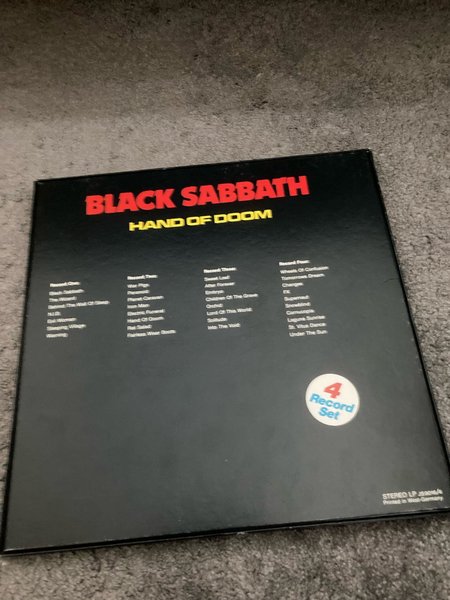 BLACK SABBATH
HAND OF DOOM
Record One:
Black Sabbath.
The Wizard.
Behind The Wall Of Sleep.
N.I.B.
Evil Woman.
Sleeping Village.
Warning.
Record Two:
War Pigs.
Paranoid.
Planet Caravan.
Iron Man.
Electric Funeral.
Hand Of Doom.
Rat Salad.
Fairies Wear Boots.
Record Three:
Sweet Leaf.
After Forever.
Embryo.
Children Of The Grave.
Orchid.
Lord Of This World.
Solitude.
Into The Void.
Record Four:
Wheels Of Confusion.
Tomorrows Dream.
Changes.
FX.
Supernaut.
Snowblind.
Cornucopia.
Laguna Sunrise.
St. Vitus Dance.
Under The Sun.
4
Record
Set
STEREO LP
Printed in West-Germany